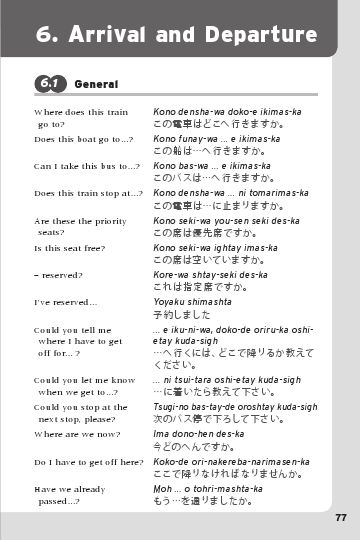 6. Arrival and Departure
6.1 General
Where does this train
go to?
Kono densha-wa doko-e ikimas-ka
この電車はどこへ行きますか。
Does this boat go to...?
Kono funay-wa ... e ikimas-ka
この船は…へ行きますか。
Can I take this bus to...?
Kono bas-wa ... e ikimas-ka
このバスは…へ行きますか。
Does this train stop at...?
Kono densha-wa ... ni tomarimas-ka
この電車は…に止まりますか。
Are these the priority
seats?
Kono seki-wa you-sen seki des-ka
この席は優先席ですか。
Is this seat free?
Kono seki-wa ightay imas-ka
この席は空いていますか。
– reserved?
Kore-wa shtay-seki des-ka
これは指定席ですか。
I've reserved...
Yoyaku shimashta
予約しました
Could you tell me
where I have to get
off for... ?
... e iku-ni-wa, doko-de oriru-ka oshi-
etay kuda-sigh
…へ行くには、どこで降りるか教えて
ください。
Could you let me know
when we get to...?
... ni tsui-tara oshi-etay kuda-sigh
…に着いたら教えて下さい。
Could you stop at the
next stop, please?
Tsugi-no bas-tay-de oroshtay kuda-sigh
次のバス停で下ろして下さい。
Where are we now?
Ima dono-hen des-ka
今どのへんですか。
Do I have to get off here?
Koko-de ori-nakereba-narimasen-ka
ここで降りなければなりませんか。
Have we already
passed...?
Moh ... o tohri-mashta-ka
もう…を通りましたか。
77